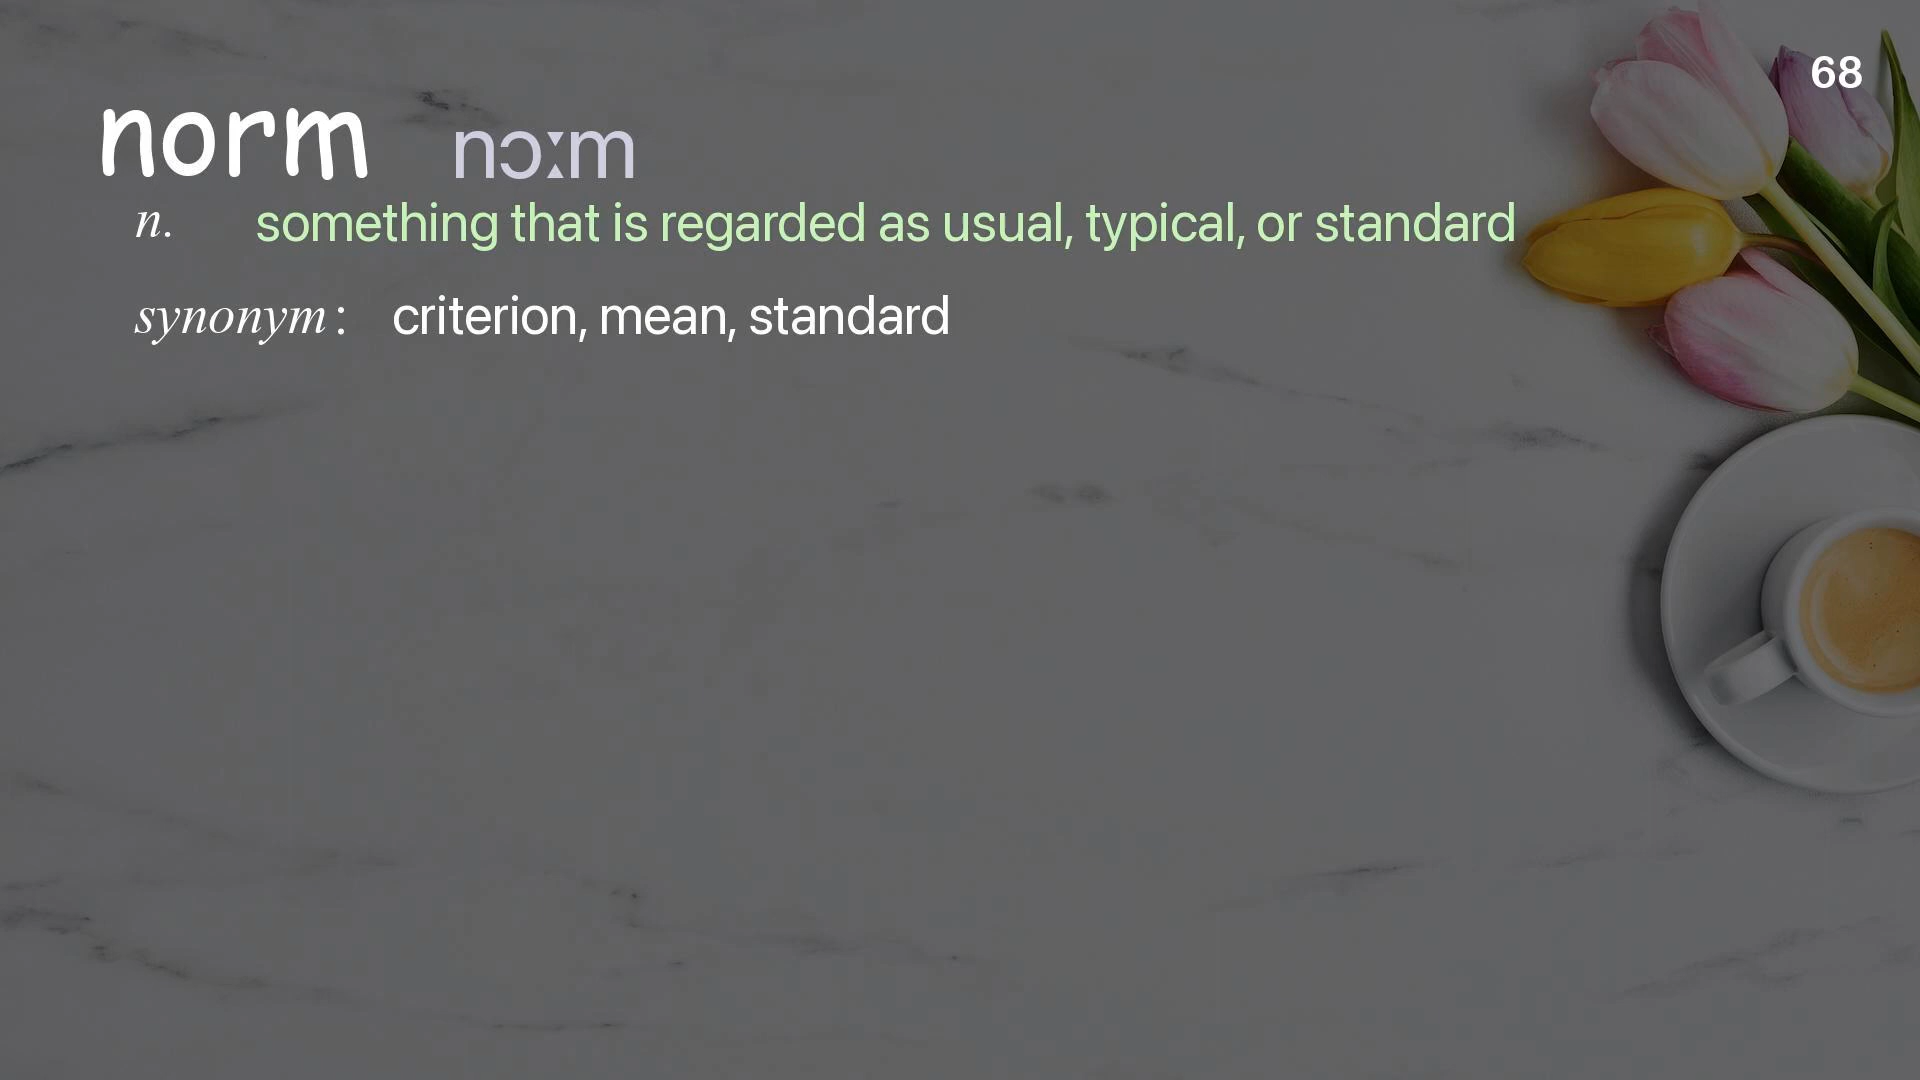 68
norm nɔːm
n. something that is regarded as usual, typical, or standard
synonym : criterion, mean, standard